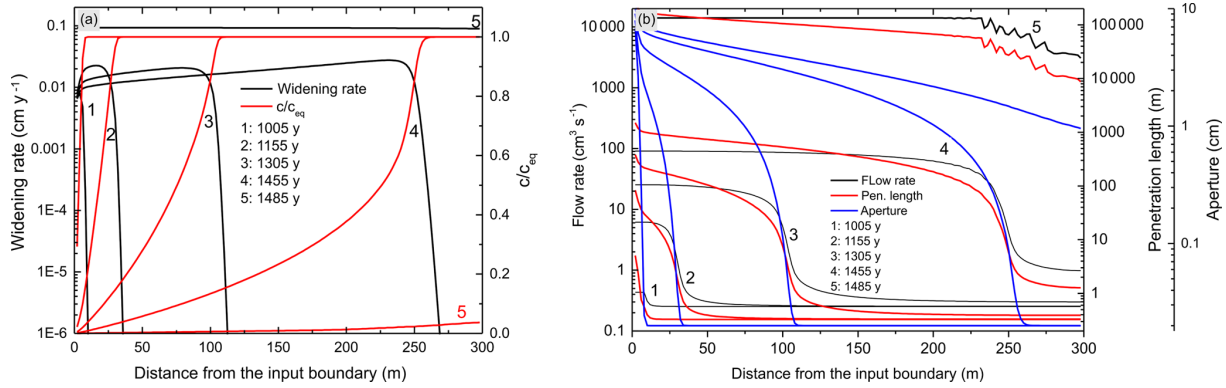 (a)
5
0.1
0.01
0.001
1E-4
1E-5
1E-6
Widening rate (cm y⁻¹)
1.0
0.8
0.6
0.4
0.2
0.0
c/c_eq
Widening rate
c/c_eq
1: 1005 y
2: 1155 y
3: 1305 y
4: 1455 y
5: 1485 y
1
2
3
4
5
0 50 100 150 200 250 300
Distance from the input boundary (m)
(b)
5
10000
1000
100
10
1
0.1
Flow rate (cm³ s⁻¹)
100 000
10 000
1000
100
10
1
Penetration length (m)
10
1
0.1
Aperture (cm)
FLow rate
Pen. length
Aperture
1: 1005 y
2: 1155 y
3: 1305 y
4: 1455 y
5: 1485 y
1
2
3
4
0 50 100 150 200 250 300
Distance from the input boundary (m)